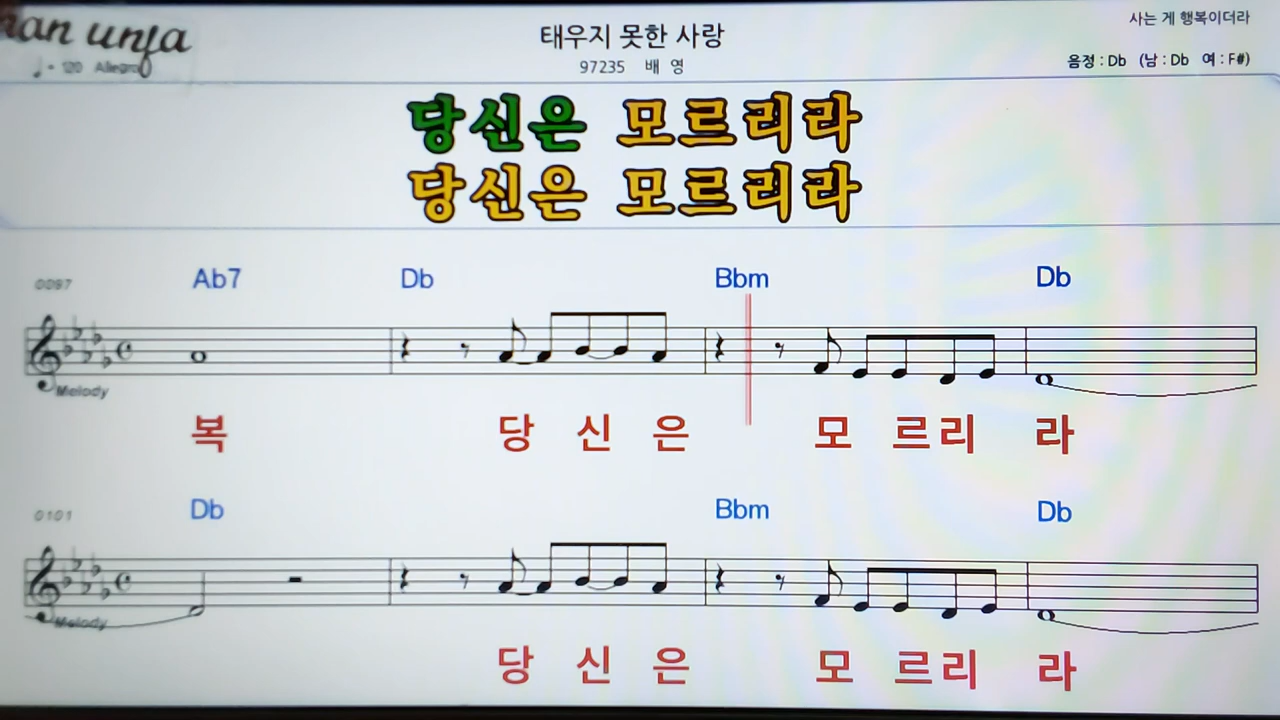 태우지 못한 사랑
사는 게 행복이더라
♩= 120 Allegro
97235 배 영
음정 : Db (남 : Db 여 : F#)
당신은 모르리라
당신은 모르리라
0097 Ab7 Db Bbm Db
Melody
복 당 신 은 모 르 리 라
0101 Db Bbm Db
Melody
당 신 은 모 르 리 라